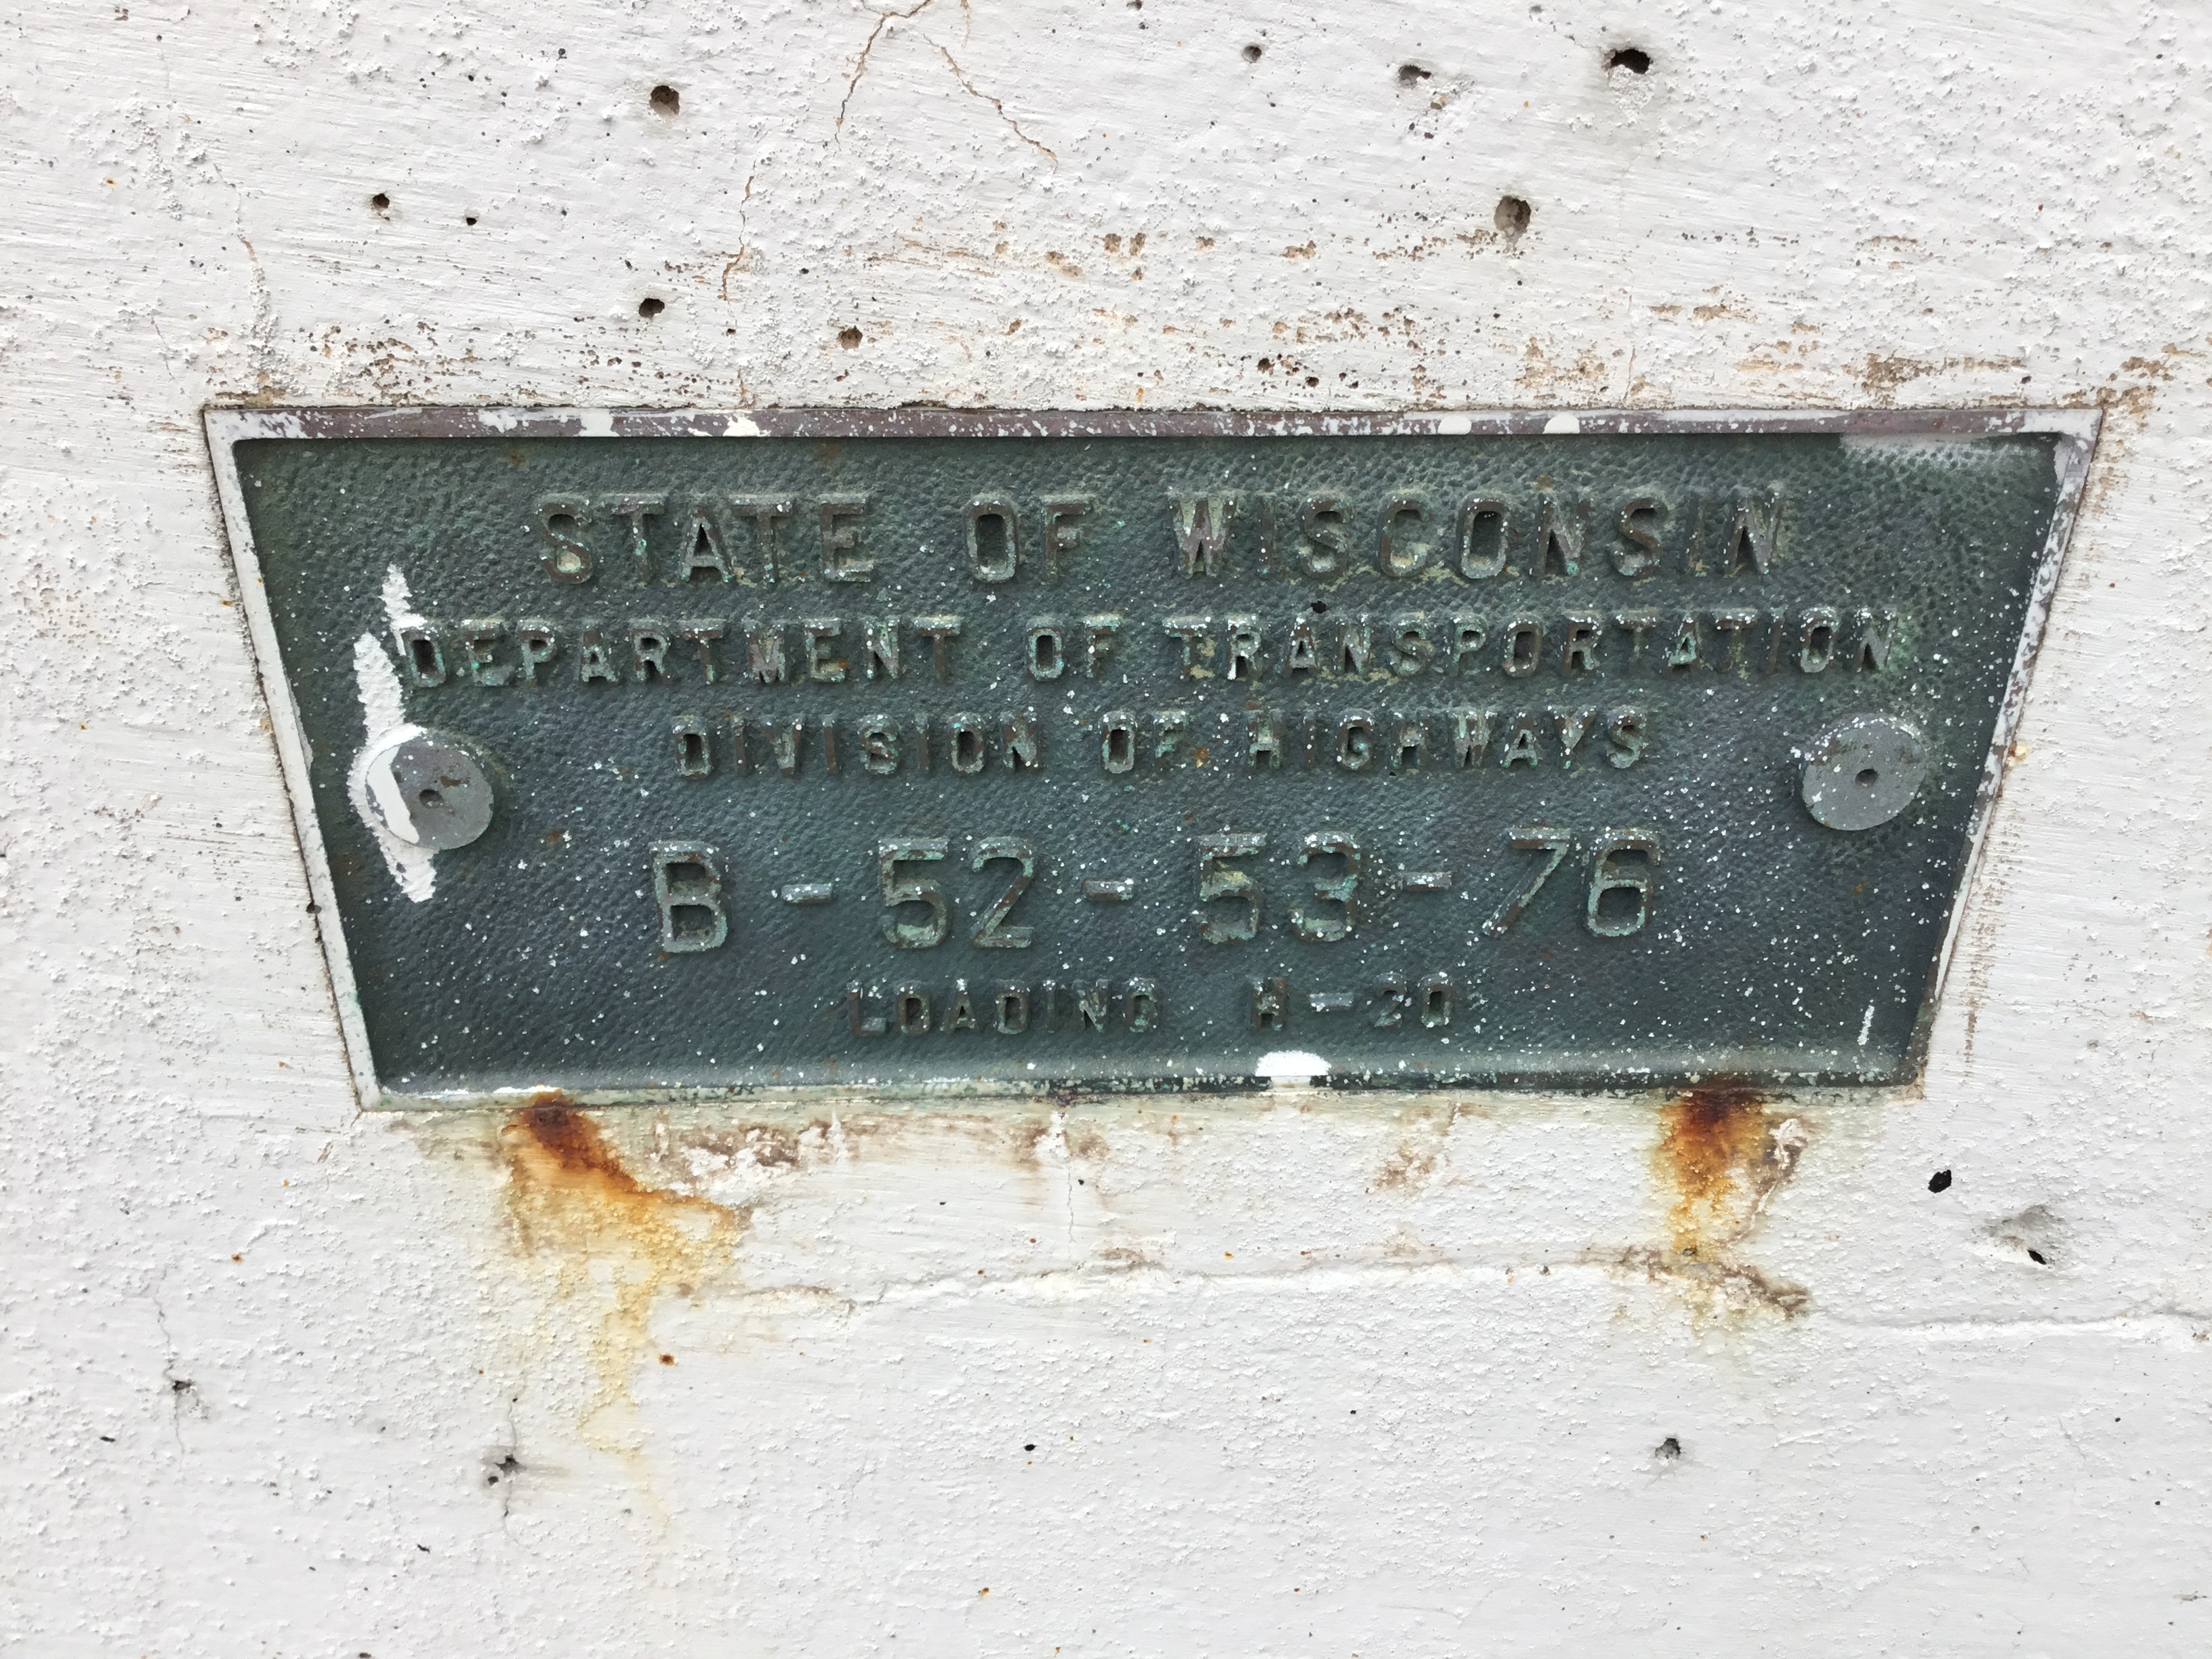 STATE OF WISCONSIN
DEPARTMENT OF TRANSPORTATION
DIVISION OF HIGHWAYS
B-52-53-76
LOADING H-20